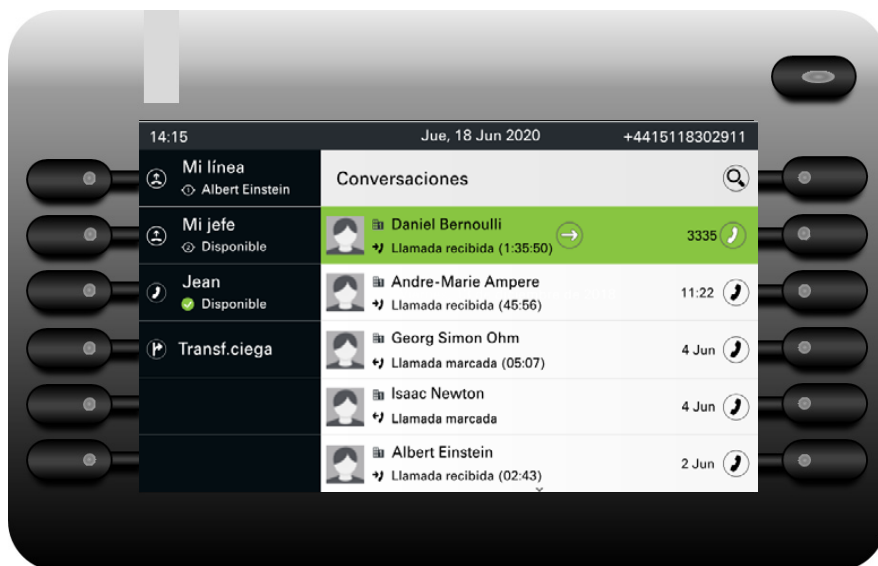 14:15 Jue, 18 Jun 2020 +4415118302911
Mi línea
Albert Einstein
Mi jefe
Disponible
Jean
Disponible
Transf.ciega
Conversaciones
Daniel Bernoulli
Llamada recibida (1:35:50)
3335
Andre-Marie Ampere
Llamada recibida (45:56)
11:22
Georg Simon Ohm
Llamada marcada (05:07)
4 Jun
Isaac Newton
Llamada marcada
4 Jun
Albert Einstein
Llamada recibida (02:43)
2 Jun